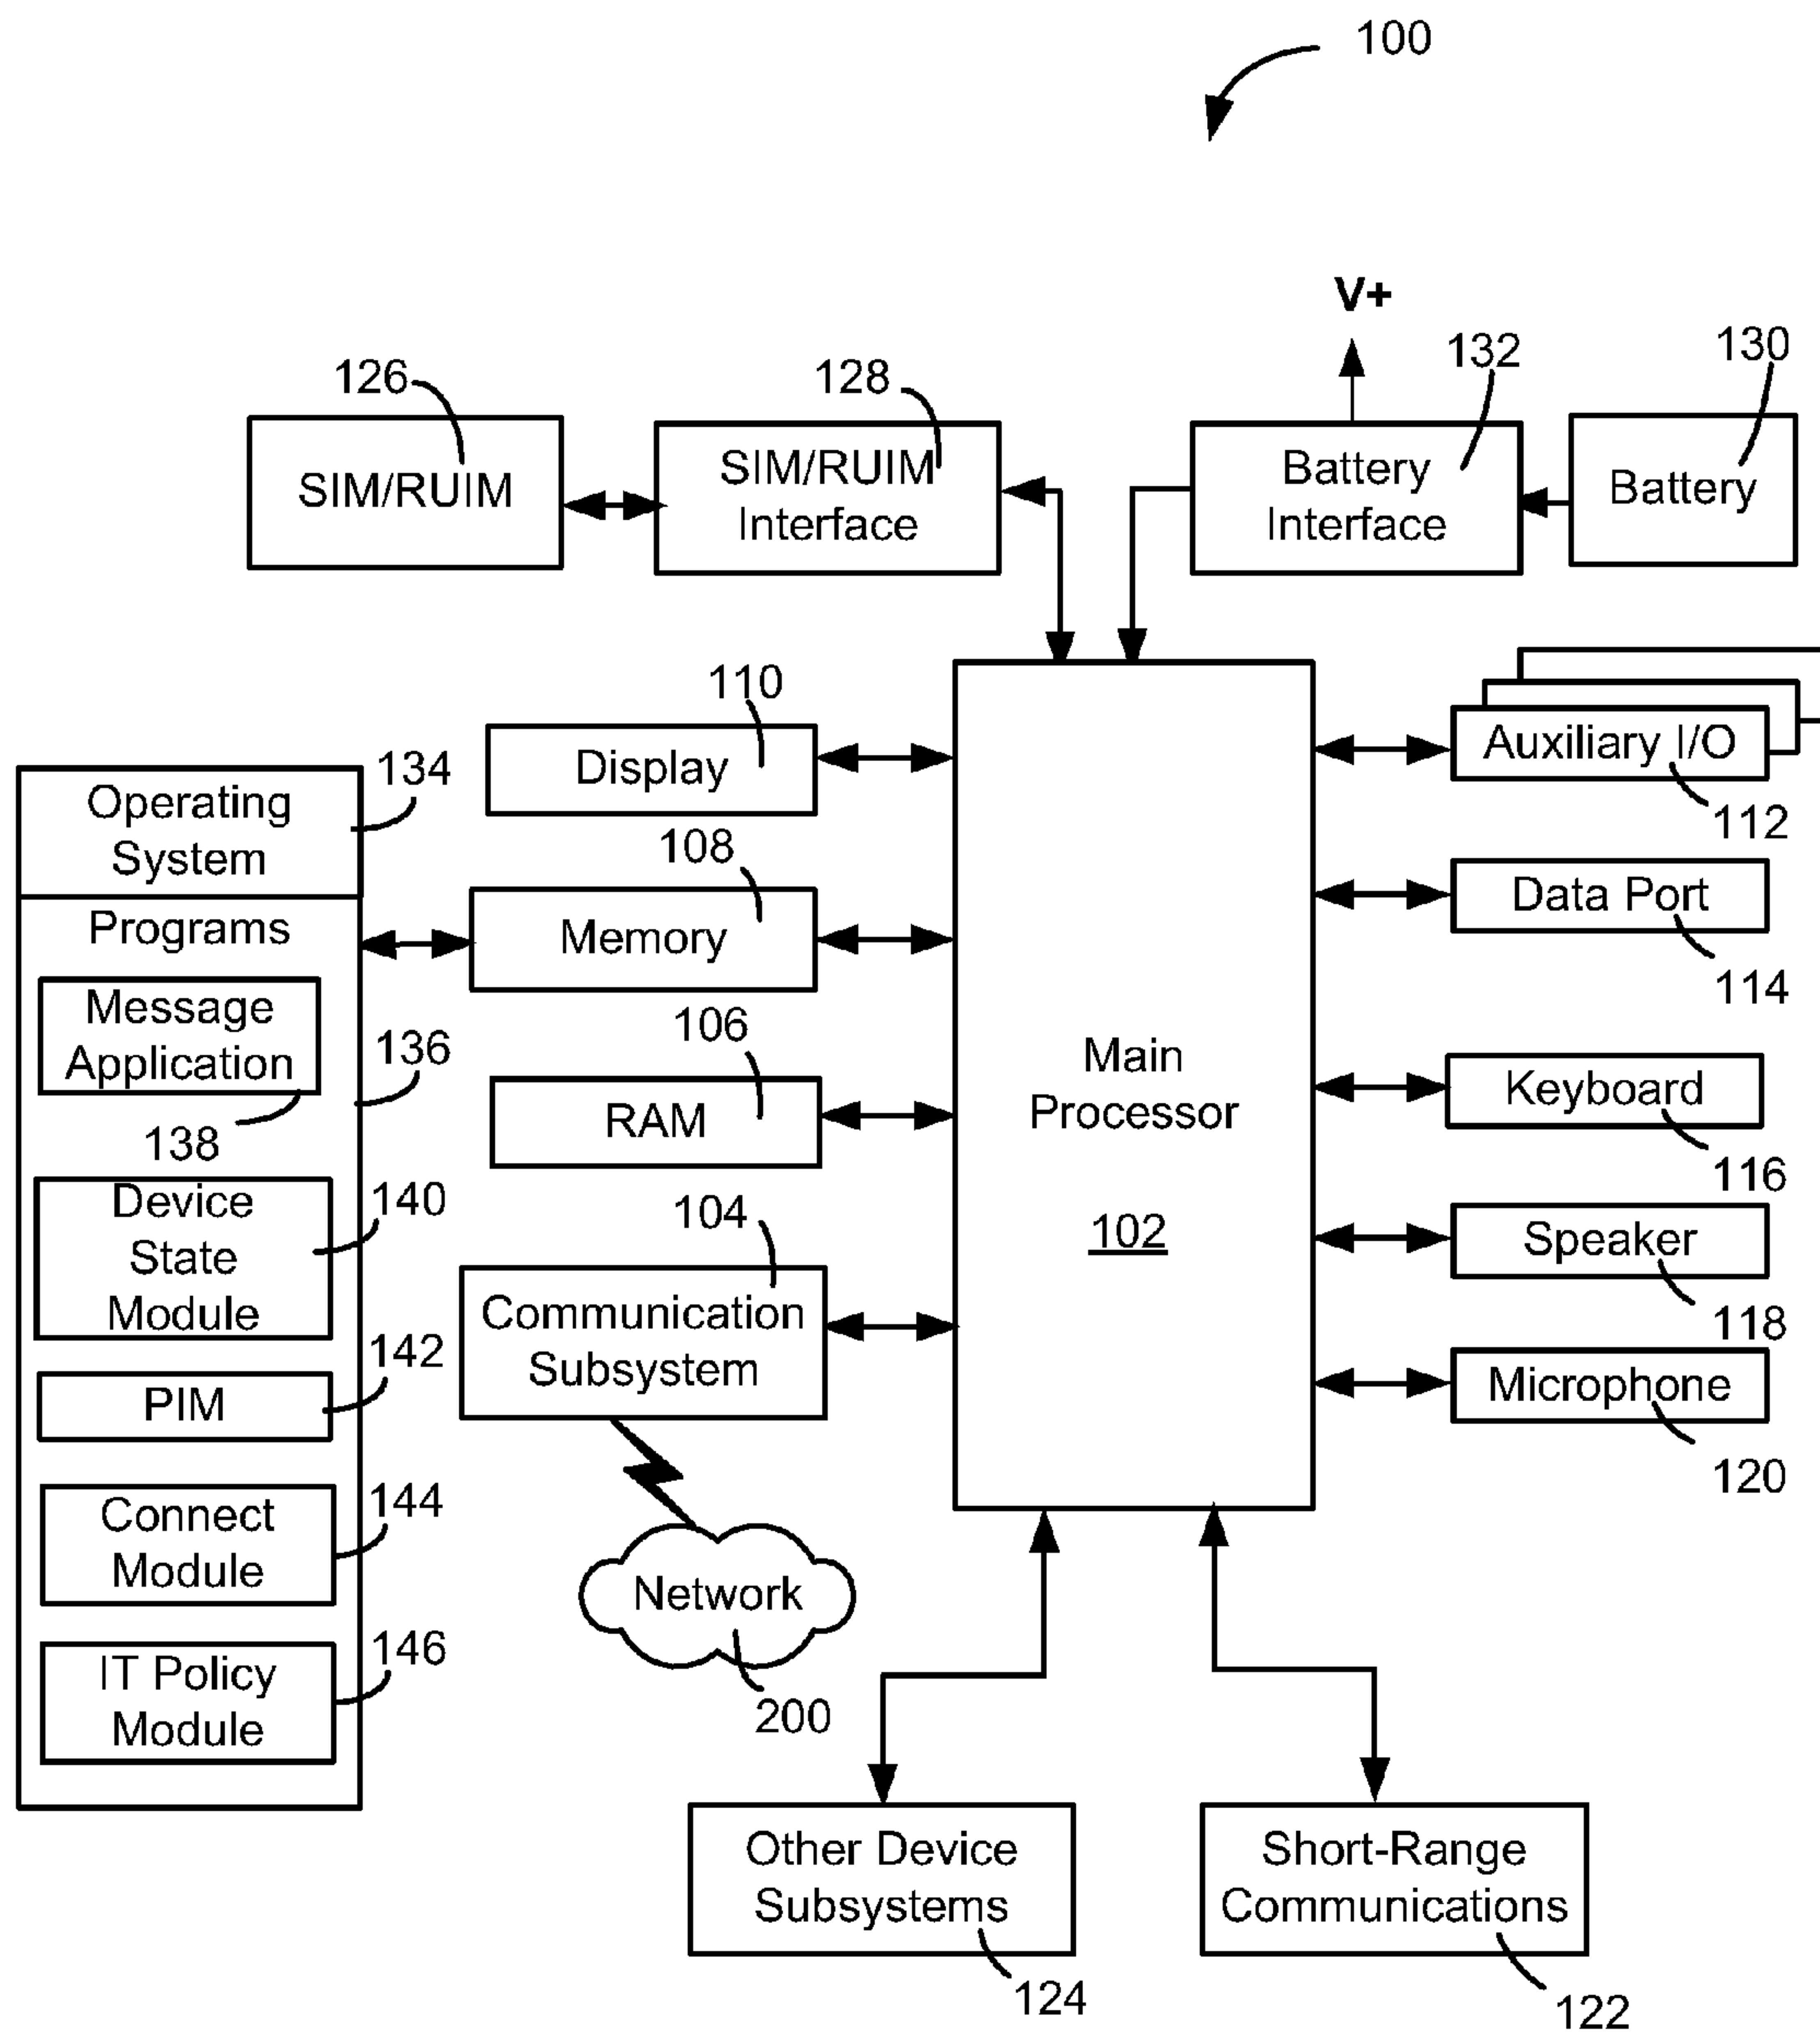 100
V+
126
128
132
130
SIM/RUIM
SIM/RUIM
Interface
Battery
Interface
Battery
110
Display
Auxiliary I/O
112
134
Operating
System
108
Memory
Data Port
114
Programs
Message
Application
138
136
106
RAM
Main
Processor
102
Keyboard
116
Device
State
Module
140
104
Communication
Subsystem
Speaker
118
PIM
142
Microphone
120
Connect
Module
144
Network
200
IT Policy
Module
146
Other Device
Subsystems
124
Short-Range
Communications
122